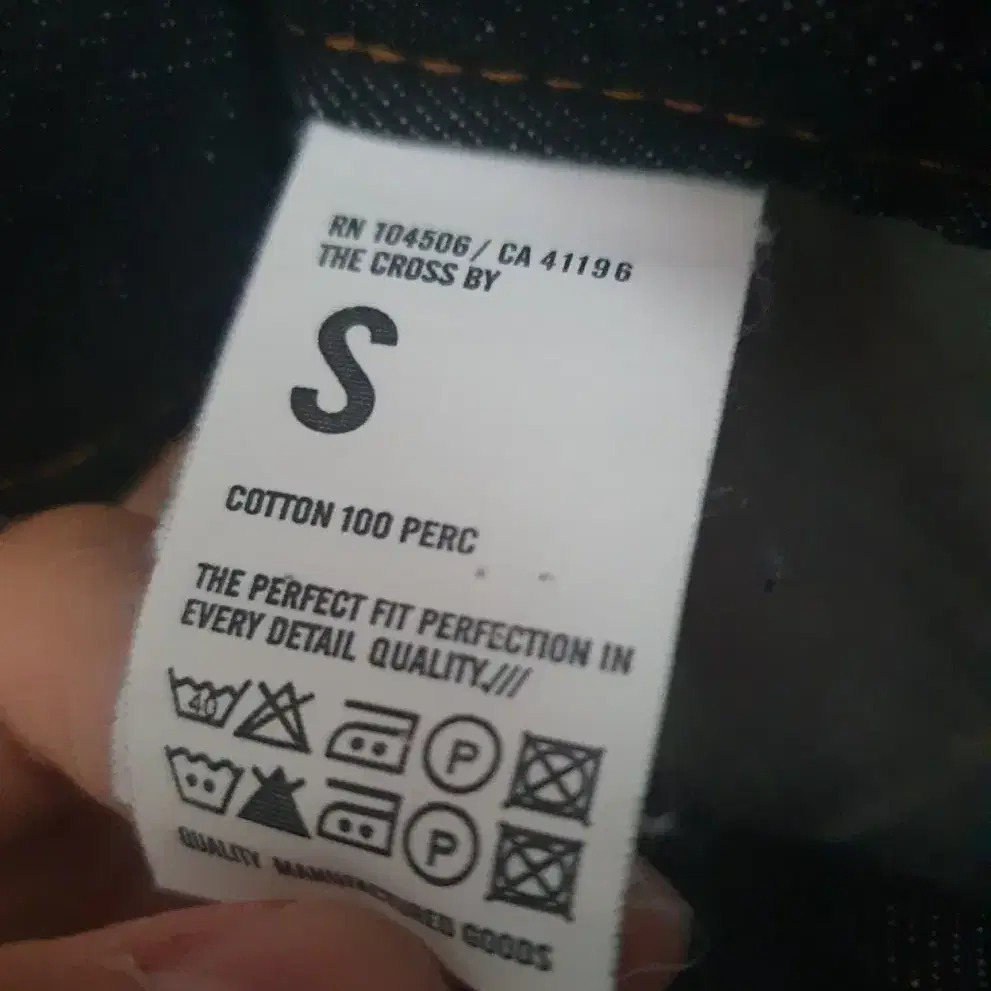 RN 104506/ CA 41196
THE CROSS BY
S
COTTON 100 PERC
THE PERFECT FIT PERFECTION IN
EVERY DETAIL QUALITY.///
40
P
P
QUALITY MANUFACTURED GOODS